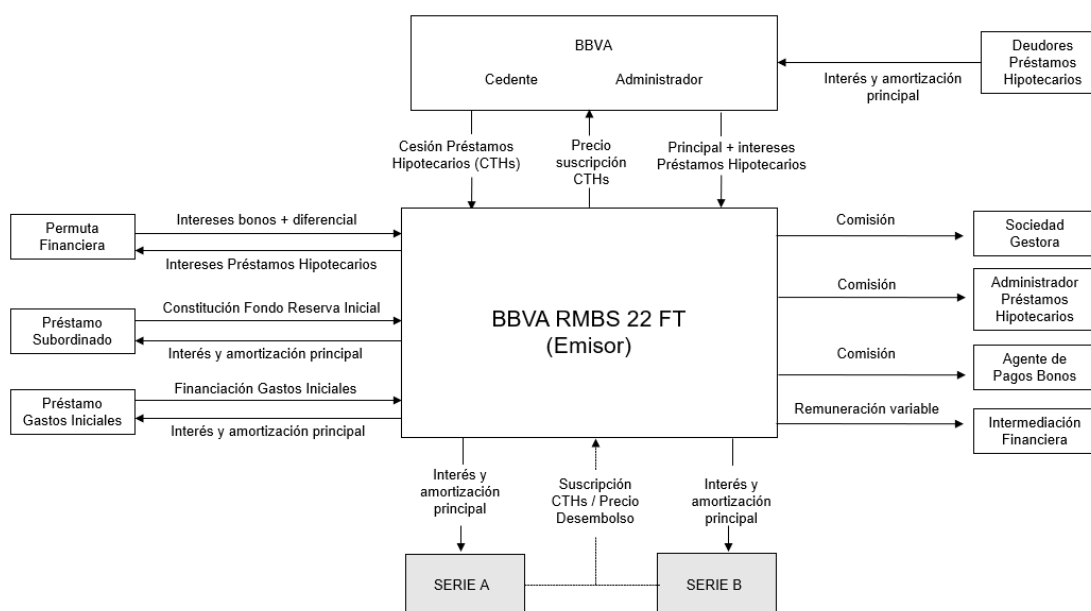 BBVA
Cedente
Administrador
Interés y amortización
principal
Deudores
Préstamos
Hipotecarios
Cesión Préstamos
Hipotecarios (CTHs)
Precio
suscripción
CTHs
Principal + intereses
Préstamos Hipotecarios
Permuta
Financiera
Intereses bonos + diferencial
Intereses Préstamos Hipotecarios
Préstamo
Subordinado
Constitución Fondo Reserva Inicial
Interés y amortización principal
Préstamo
Gastos Iniciales
Financiación Gastos Iniciales
Interés y amortización principal
BBVA RMBS 22 FT
(Emisor)
Comisión
Sociedad
Gestora
Comisión
Administrador
Préstamos
Hipotecarios
Comisión
Agente de
Pagos Bonos
Remuneración variable
Intermediación
Financiera
Interés y
amortización
principal
Suscripción
CTHs / Precio
Desembolso
Interés y
amortización
principal
SERIE A
SERIE B